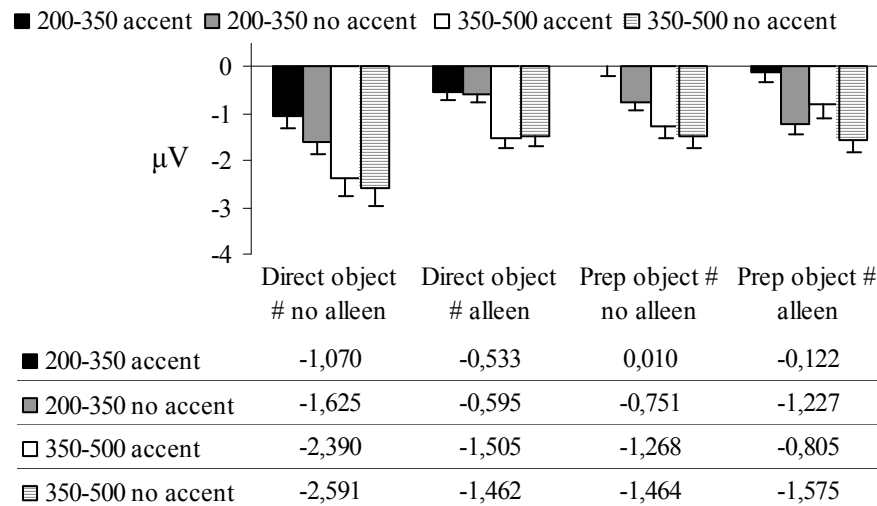 200-350 accent 200-350 no accent 350-500 accent 350-500 no accent
0
-1
μV
-2
-3
-4
Direct object # no alleen Direct object # alleen Prep object # no alleen Prep object # alleen
200-350 accent -1,070 -0,533 0,010 -0,122
200-350 no accent -1,625 -0,595 -0,751 -1,227
350-500 accent -2,390 -1,505 -1,268 -0,805
350-500 no accent -2,591 -1,462 -1,464 -1,575